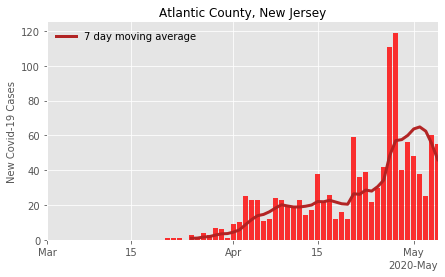 Atlantic County, New Jersey
7 day moving average
New Covid-19 Cases
120
100
80
60
40
20
0
Mar 15 Apr 15 May
2020-May